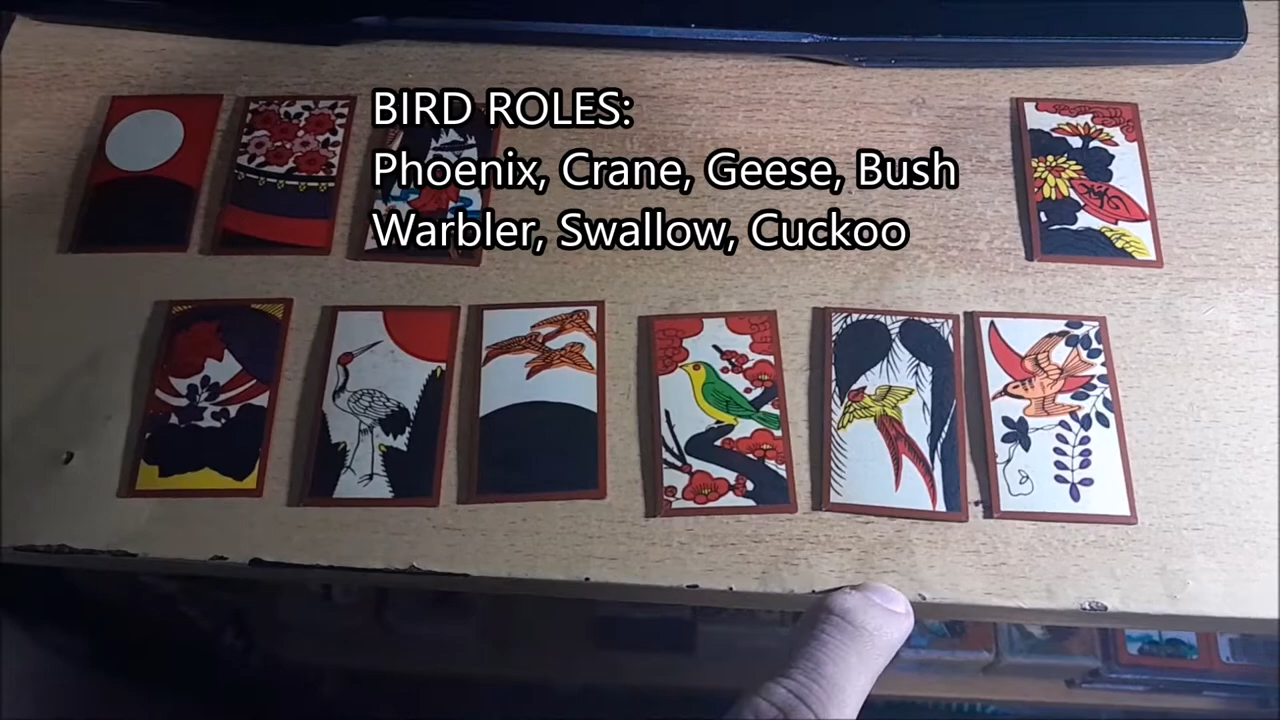 BIRD ROLES:
Phoenix, Crane, Geese, Bush
Warbler, Swallow, Cuckoo